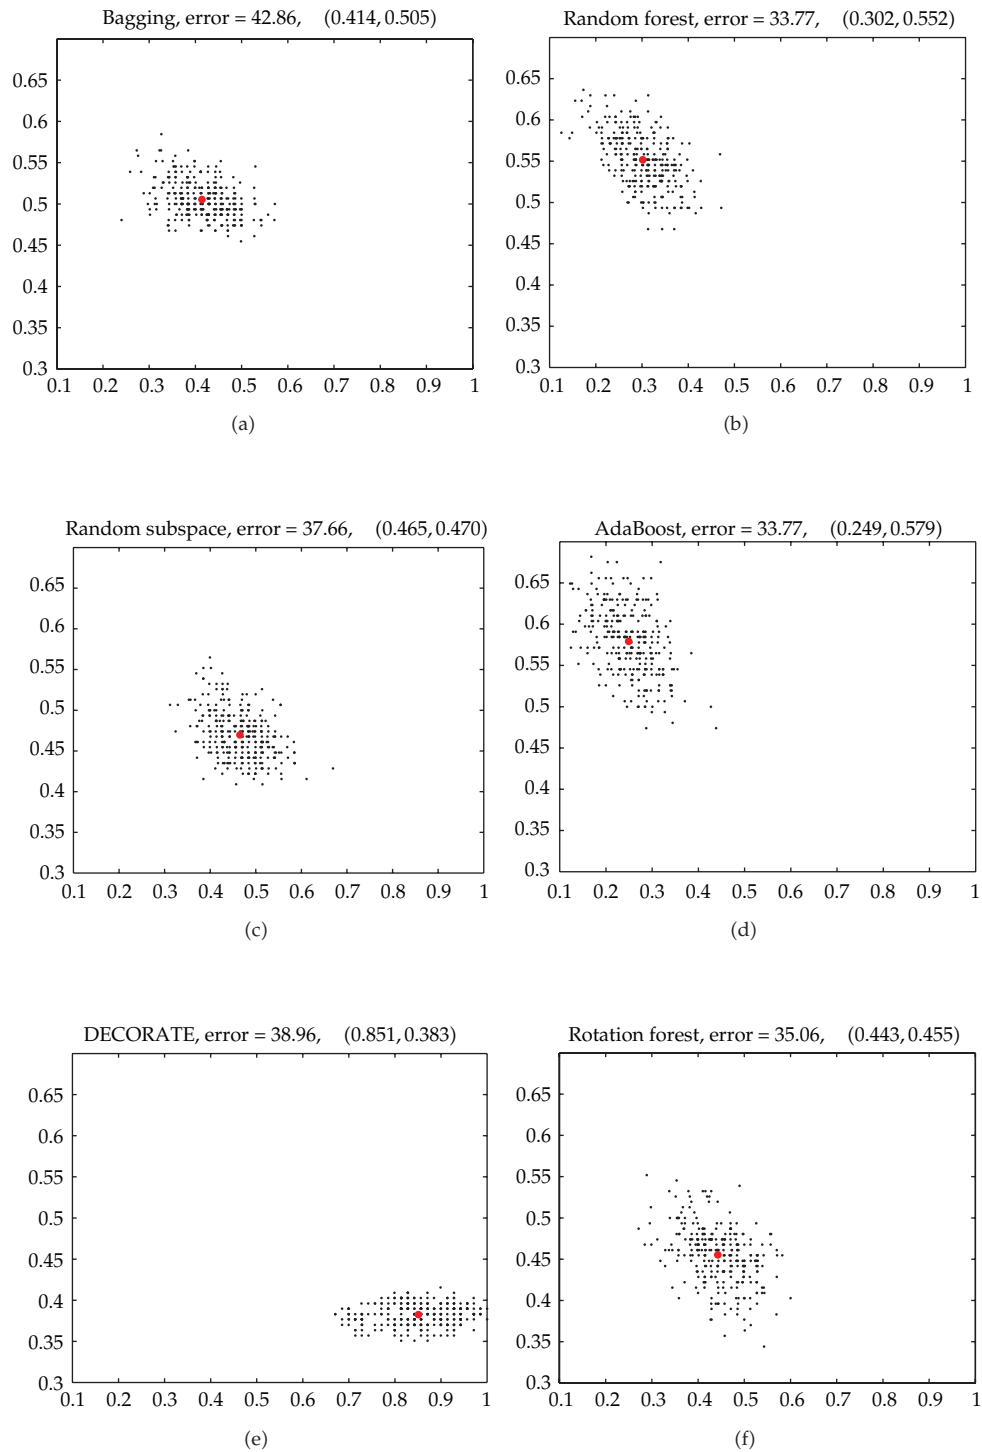 Bagging, error = 42.86, (0.414, 0.505)
0.65
0.6
0.55
0.5
0.45
0.4
0.35
0.3
0.1 0.2 0.3 0.4 0.5 0.6 0.7 0.8 0.9 1
(a)
Random forest, error = 33.77, (0.302, 0.552)
0.65
0.6
0.55
0.5
0.45
0.4
0.35
0.3
0.1 0.2 0.3 0.4 0.5 0.6 0.7 0.8 0.9 1
(b)
Random subspace, error = 37.66, (0.465, 0.470)
0.65
0.6
0.55
0.5
0.45
0.4
0.35
0.3
0.1 0.2 0.3 0.4 0.5 0.6 0.7 0.8 0.9 1
(c)
AdaBoost, error = 33.77, (0.249, 0.579)
0.65
0.6
0.55
0.5
0.45
0.4
0.35
0.3
0.1 0.2 0.3 0.4 0.5 0.6 0.7 0.8 0.9 1
(d)
DECORATE, error = 38.96, (0.851, 0.383)
0.65
0.6
0.55
0.5
0.45
0.4
0.35
0.3
0.1 0.2 0.3 0.4 0.5 0.6 0.7 0.8 0.9 1
(e)
Rotation forest, error = 35.06, (0.443, 0.455)
0.65
0.6
0.55
0.5
0.45
0.4
0.35
0.3
0.1 0.2 0.3 0.4 0.5 0.6 0.7 0.8 0.9 1
(f)